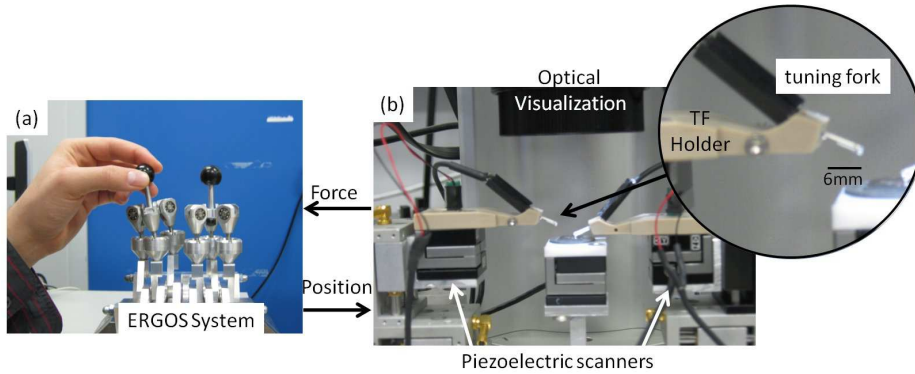 (a)
ERGOS System
Force
Position
(b)
Optical
Visualization
tuning fork
TF
Holder
6mm
Piezoelectric scanners